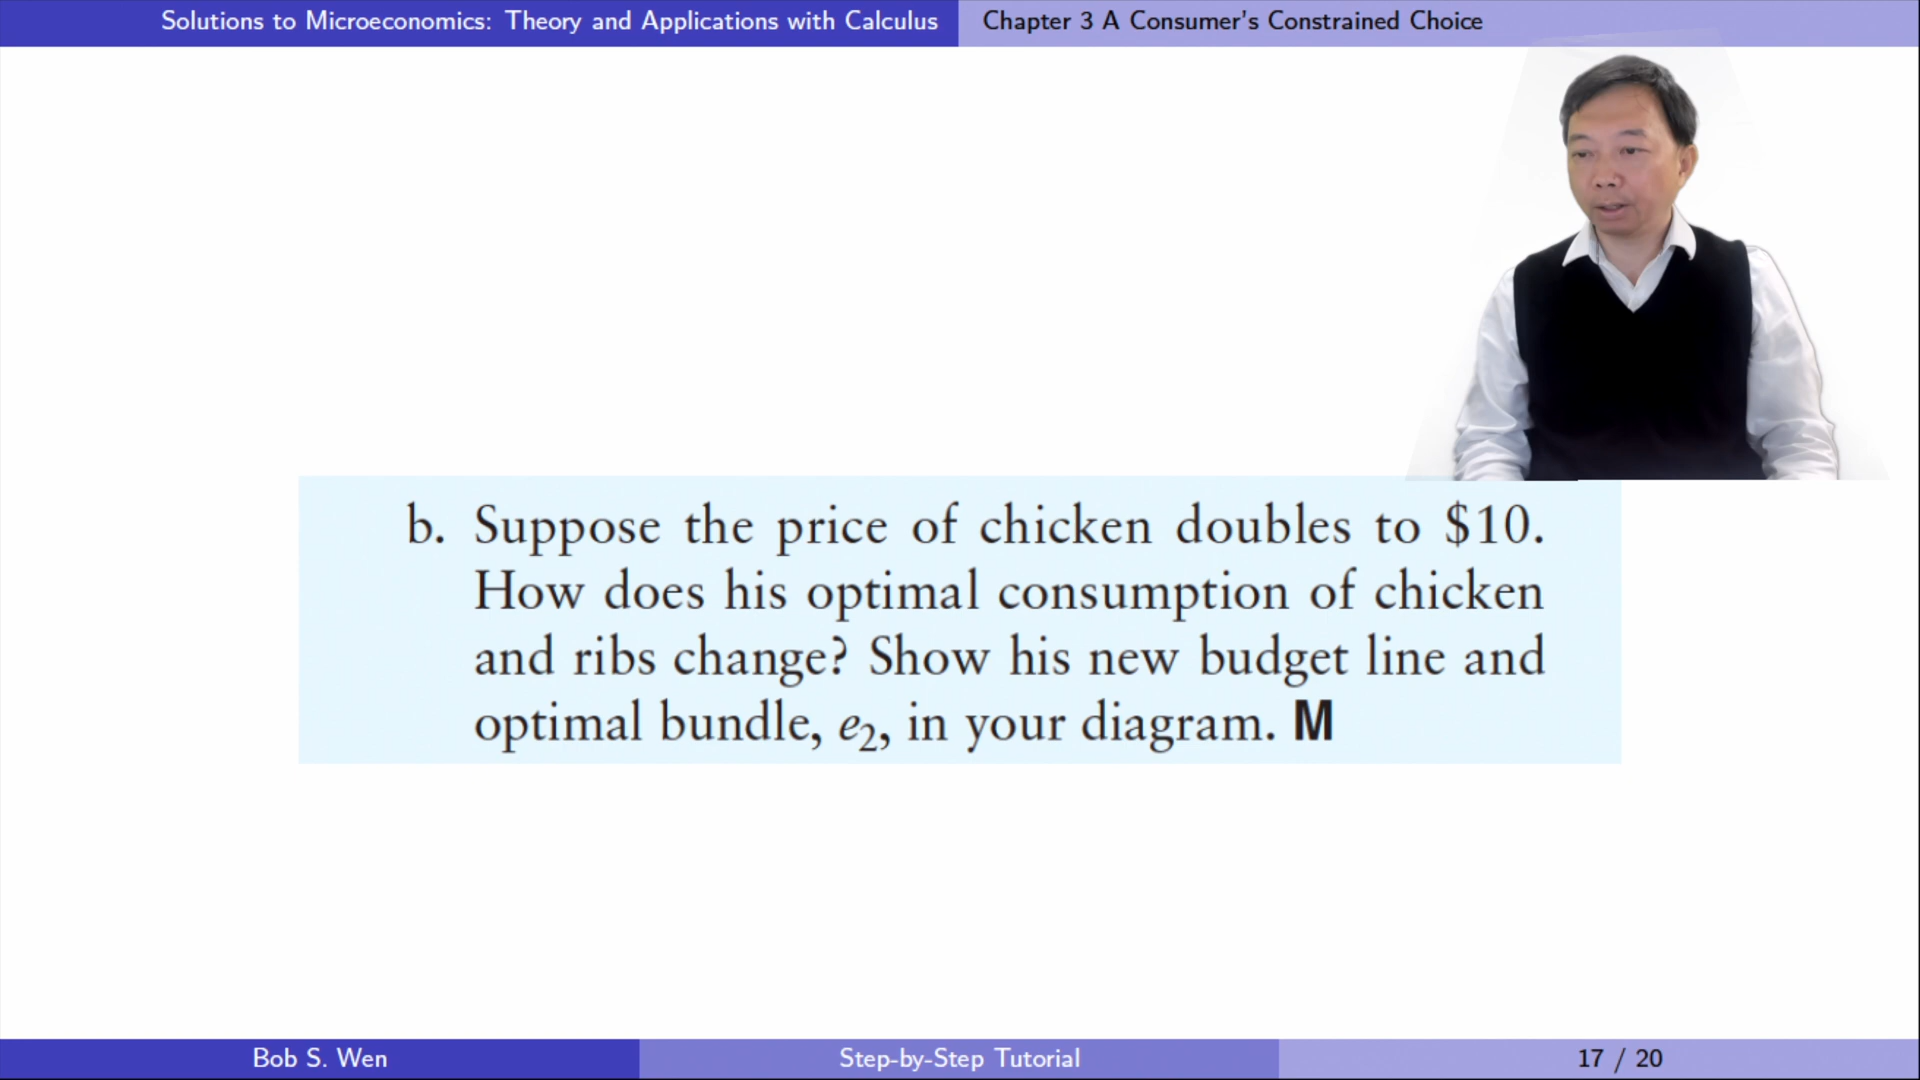 Solutions to Microeconomics: Theory and Applications with Calculus
Chapter 3 A Consumer's Constrained Choice
b. Suppose the price of chicken doubles to $10.
How does his optimal consumption of chicken
and ribs change? Show his new budget line and
optimal bundle, e₂, in your diagram. M
Bob S. Wen
Step-by-Step Tutorial
17 / 20